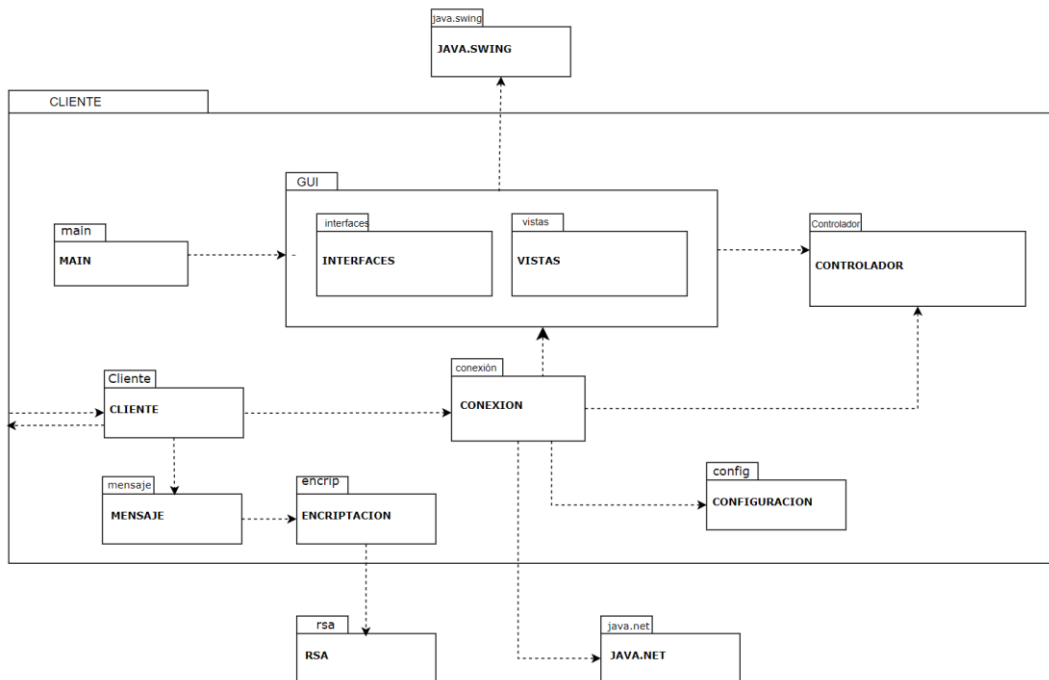 java.swing
JAVA.SWING
CLIENTE
GUI
interfaces
INTERFACES
vistas
VISTAS
main
MAIN
Controlador
CONTROLADOR
Cliente
CLIENTE
conexión
CONEXION
mensaje
MENSAJE
encrip
ENCRIPTACION
config
CONFIGURACION
rsa
RSA
java.net
JAVA.NET